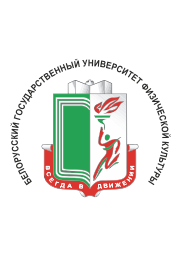 БЕЛОРУССКИЙ ГОСУДАРСТВЕННЫЙ УНИВЕРСИТЕТ ФИЗИЧЕСКОЙ КУЛЬТУРЫ
ВСЕГДА В ДВИЖЕНИИ